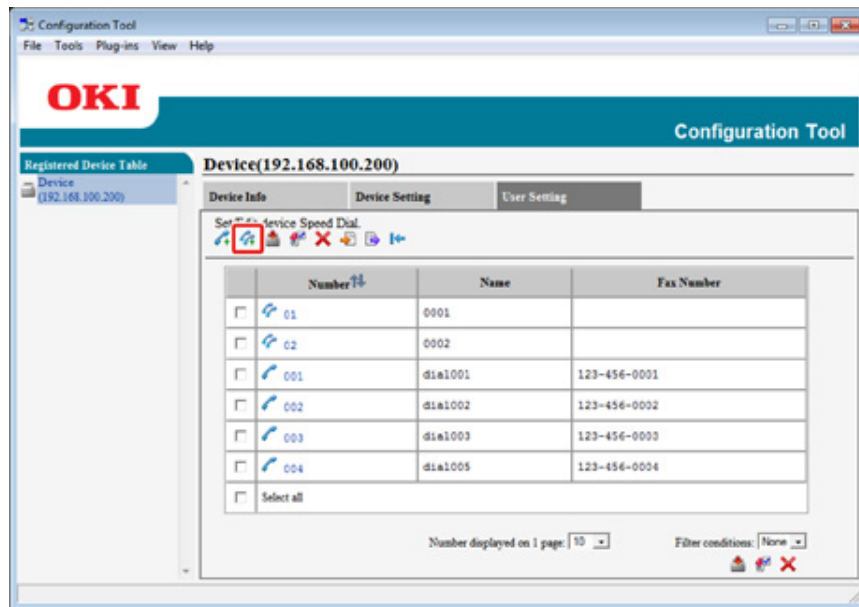 Configuration Tool
File Tools Plug-ins View Help
OKI
Configuration Tool
Registered Device Table
Device
(192.168.100.200)
Device(192.168.100.200)
Device Info Device Setting User Setting
Set/Edit device Speed Dial.
Number Name Fax Number
01 0001
02 0002
001 dial001 123-456-0001
002 dial002 123-456-0002
003 dial003 123-456-0003
004 dial005 123-456-0004
Select all
Number displayed on 1 page: 10 Filter conditions: None